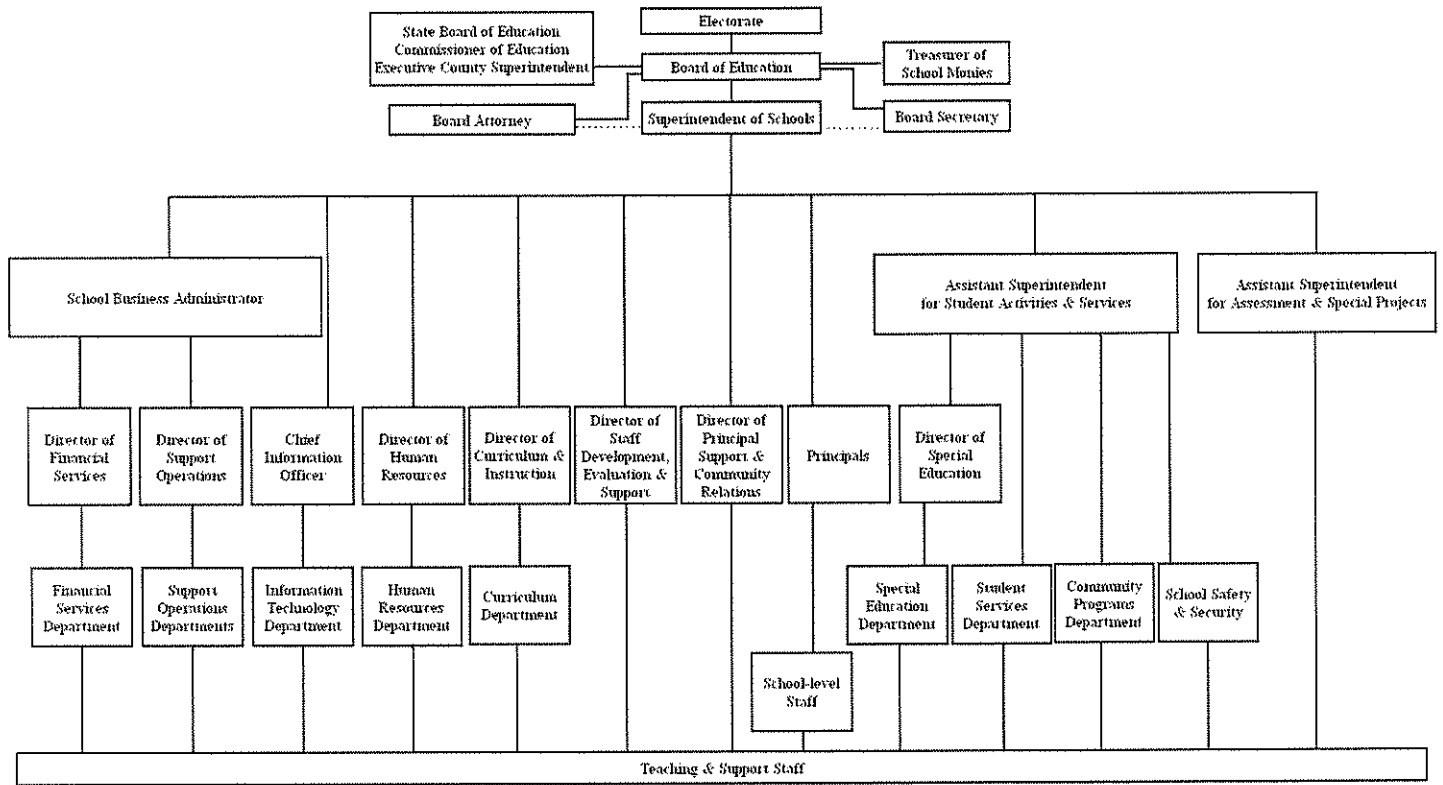 Electorate
State Board of Education
Commissioner of Education
Executive County Superintendent
Board of Education
Treasurer of
School Monies
Board Attorney
Superintendent of Schools
Board Secretary
School Business Administrator
Assistant Superintendent
for Student Activities & Services
Assistant Superintendent
for Assessment & Special Projects
Director of
Financial
Services
Director of
Support
Operations
Chief
Information
Officer
Director of
Human
Resources
Director of
Curriculum &
Instruction
Director of
Staff
Development,
Evaluation &
Support
Director of
Principal
Support &
Community
Relations
Principals
Director of
Special
Education
Financial
Services
Department
Support
Operations
Departments
Information
Technology
Department
Human
Resources
Department
Curriculum
Department
Special
Education
Department
Student
Services
Department
Community
Programs
Department
School Safety
& Security
School-level
Staff
Teaching & Support Staff